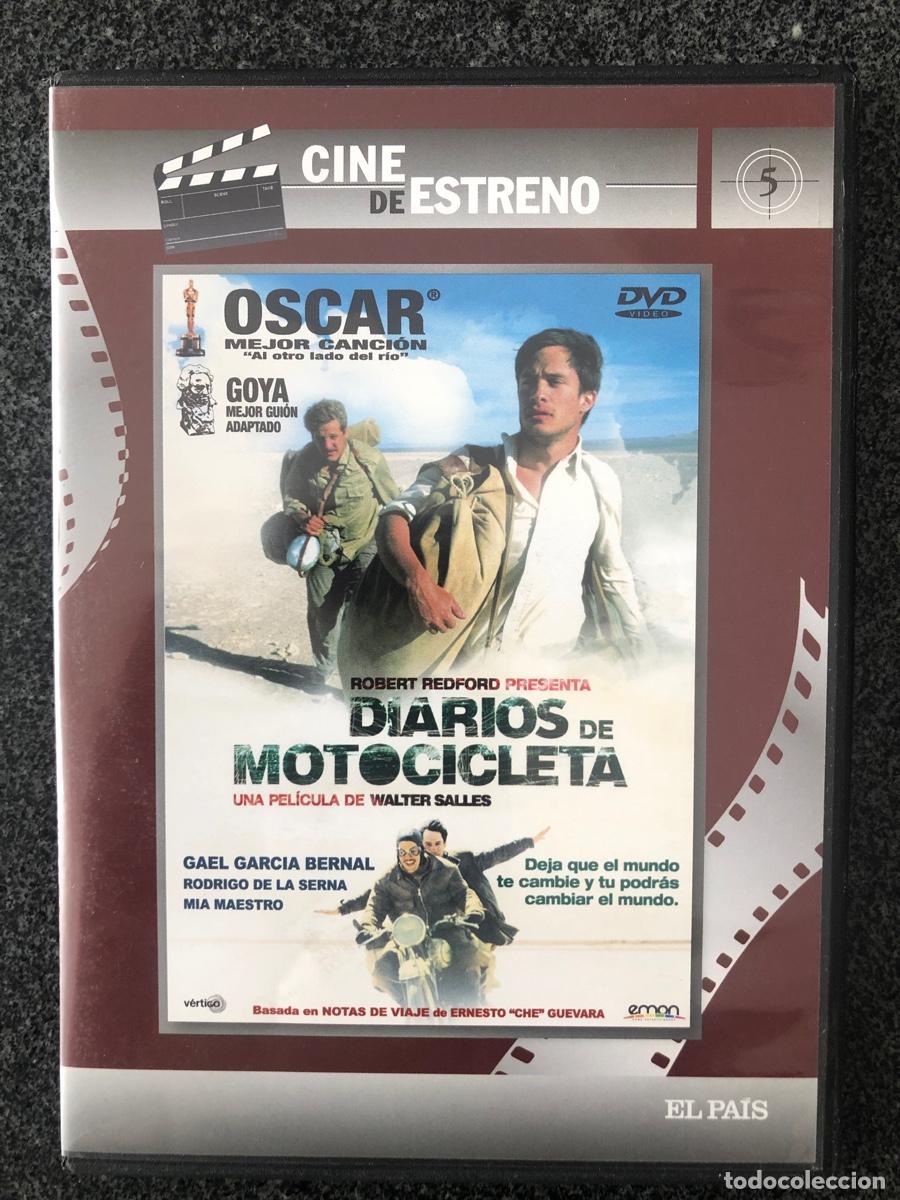 CINE
DE ESTRENO
5
ROLL SCENE TAKE
OSCAR®
MEJOR CANCIÓN
"Al otro lado del río"
DVD
VIDEO
GOYA
MEJOR GUIÓN
ADAPTADO
ROBERT REDFORD PRESENTA
DIARIOS DE
MOTOCICLETA
UNA PELÍCULA DE WALTER SALLES
GAEL GARCIA BERNAL
RODRIGO DE LA SERNA
MIA MAESTRO
Deja que el mundo
te cambie y tu podrás
cambiar el mundo.
vértigo
Basada en NOTAS DE VIAJE de ERNESTO "CHE" GUEVARA
emon
EL PAÍS
todocoleccion